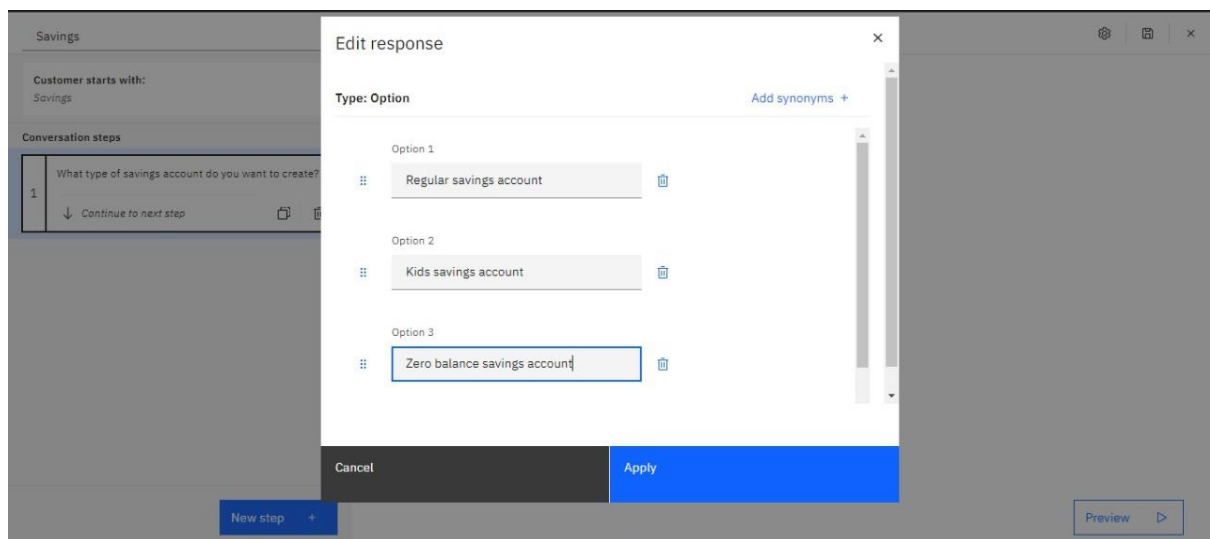 Savings
Customer starts with:
Savings
Conversation steps
1
What type of savings account do you want to create?
Continue to next step
New step +
Edit response
Type: Option
Add synonyms +
Option 1
Regular savings account
Option 2
Kids savings account
Option 3
Zero balance savings account
Cancel
Apply
Preview